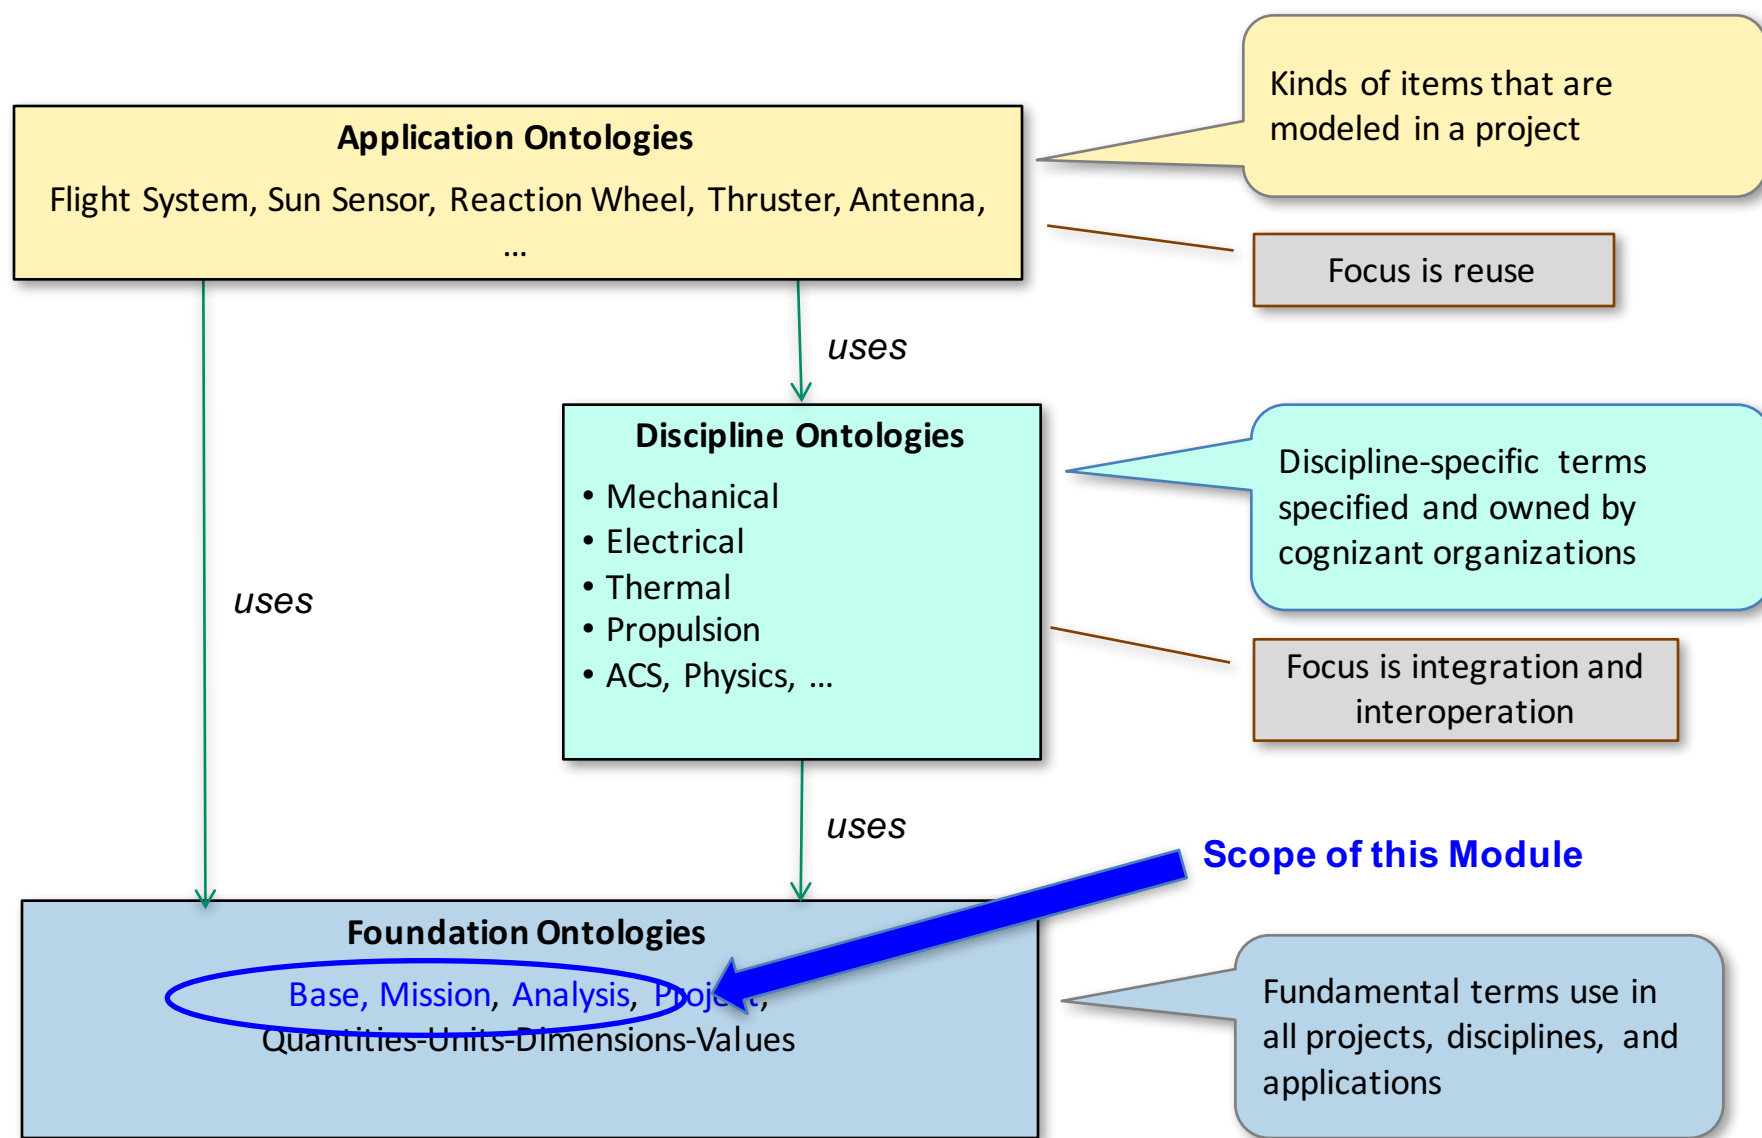 Kinds of items that are
modeled in a project
Application Ontologies
Flight System, Sun Sensor, Reaction Wheel, Thruster, Antenna,
...
Focus is reuse
uses
Discipline Ontologies
• Mechanical
• Electrical
• Thermal
• Propulsion
• ACS, Physics, ...
Discipline-specific terms
specified and owned by
cognizant organizations
uses
Focus is integration and
interoperation
uses
Scope of this Module
Foundation Ontologies
Base, Mission, Analysis, Project,
Quantities-Units-Dimensions-Values
Fundamental terms use in
all projects, disciplines, and
applications